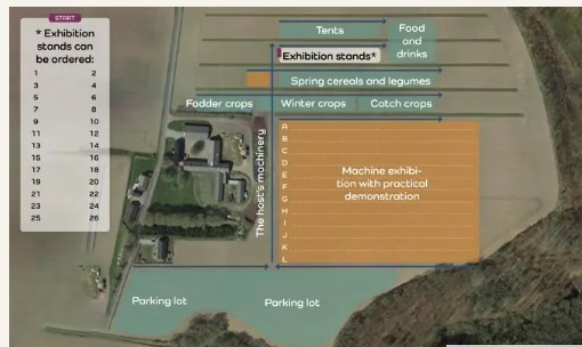 START
* Exhibition
stands can
be ordered:
1 2
3 4
5 6
7 8
9 10
11 12
13 14
15 16
17 18
19 20
21 22
23 24
25 26
Tents
Food
and
drinks
Exhibition stands*
Spring cereals and legumes
Fodder crops
Winter crops
Catch crops
The host's machinery
A
B
C
D
E
F
G
H
I
J
K
L
Machine exhibi-
tion with practical
demonstration
Parking lot
Parking lot